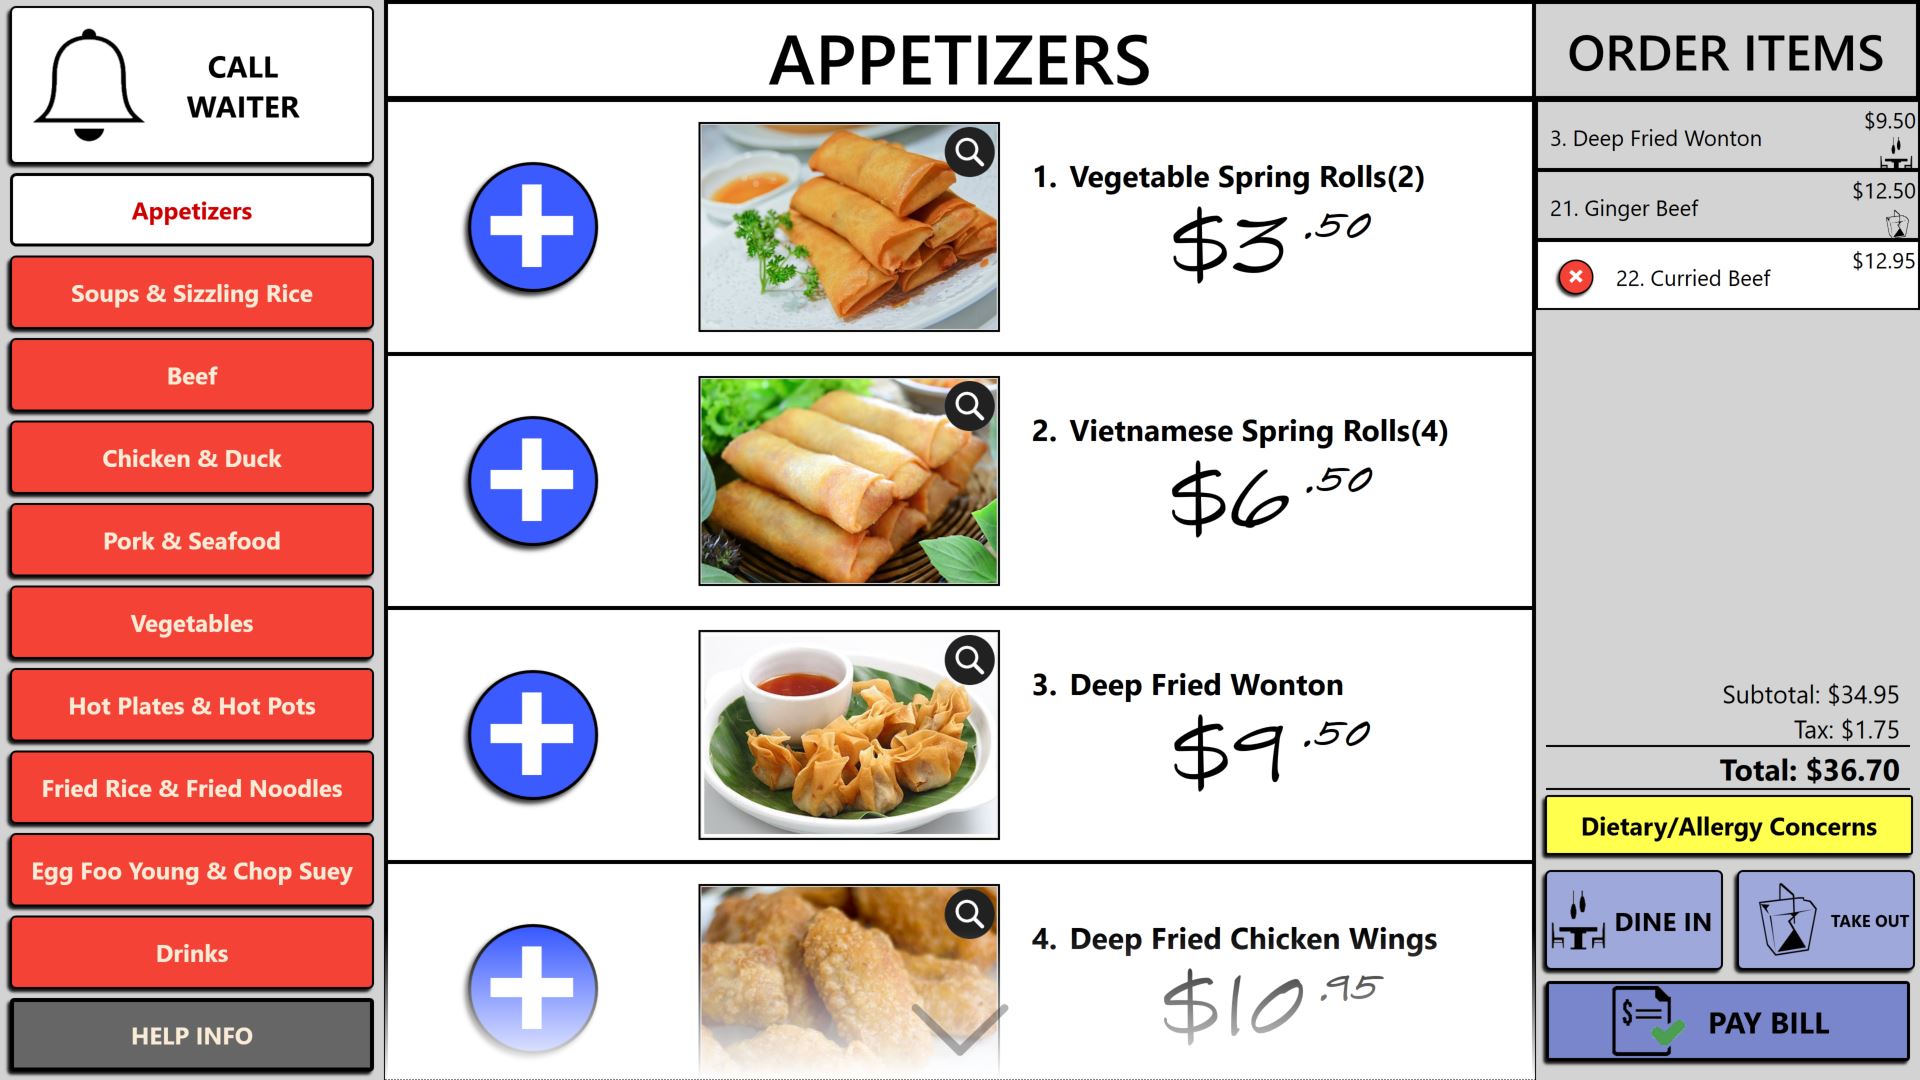 CALL
WAITER
Appetizers
Soups & Sizzling Rice
Beef
Chicken & Duck
Pork & Seafood
Vegetables
Hot Plates & Hot Pots
Fried Rice & Fried Noodles
Egg Foo Young & Chop Suey
Drinks
HELP INFO
APPETIZERS
1. Vegetable Spring Rolls(2)
$3.50
2. Vietnamese Spring Rolls(4)
$6.50
3. Deep Fried Wonton
$9.50
4. Deep Fried Chicken Wings
$10.95
ORDER ITEMS
3. Deep Fried Wonton $9.50
21. Ginger Beef $12.50
22. Curried Beef $12.95
Subtotal: $34.95
Tax: $1.75
Total: $36.70
Dietary/Allergy Concerns
DINE IN
TAKE OUT
$
PAY BILL